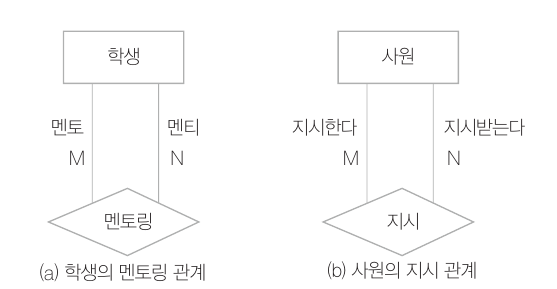 학생
멘토
멘티
M
N
멘토링
(a) 학생의 멘토링 관계
사원
지시한다
지시받는다
M
N
지시
(b) 사원의 지시 관계